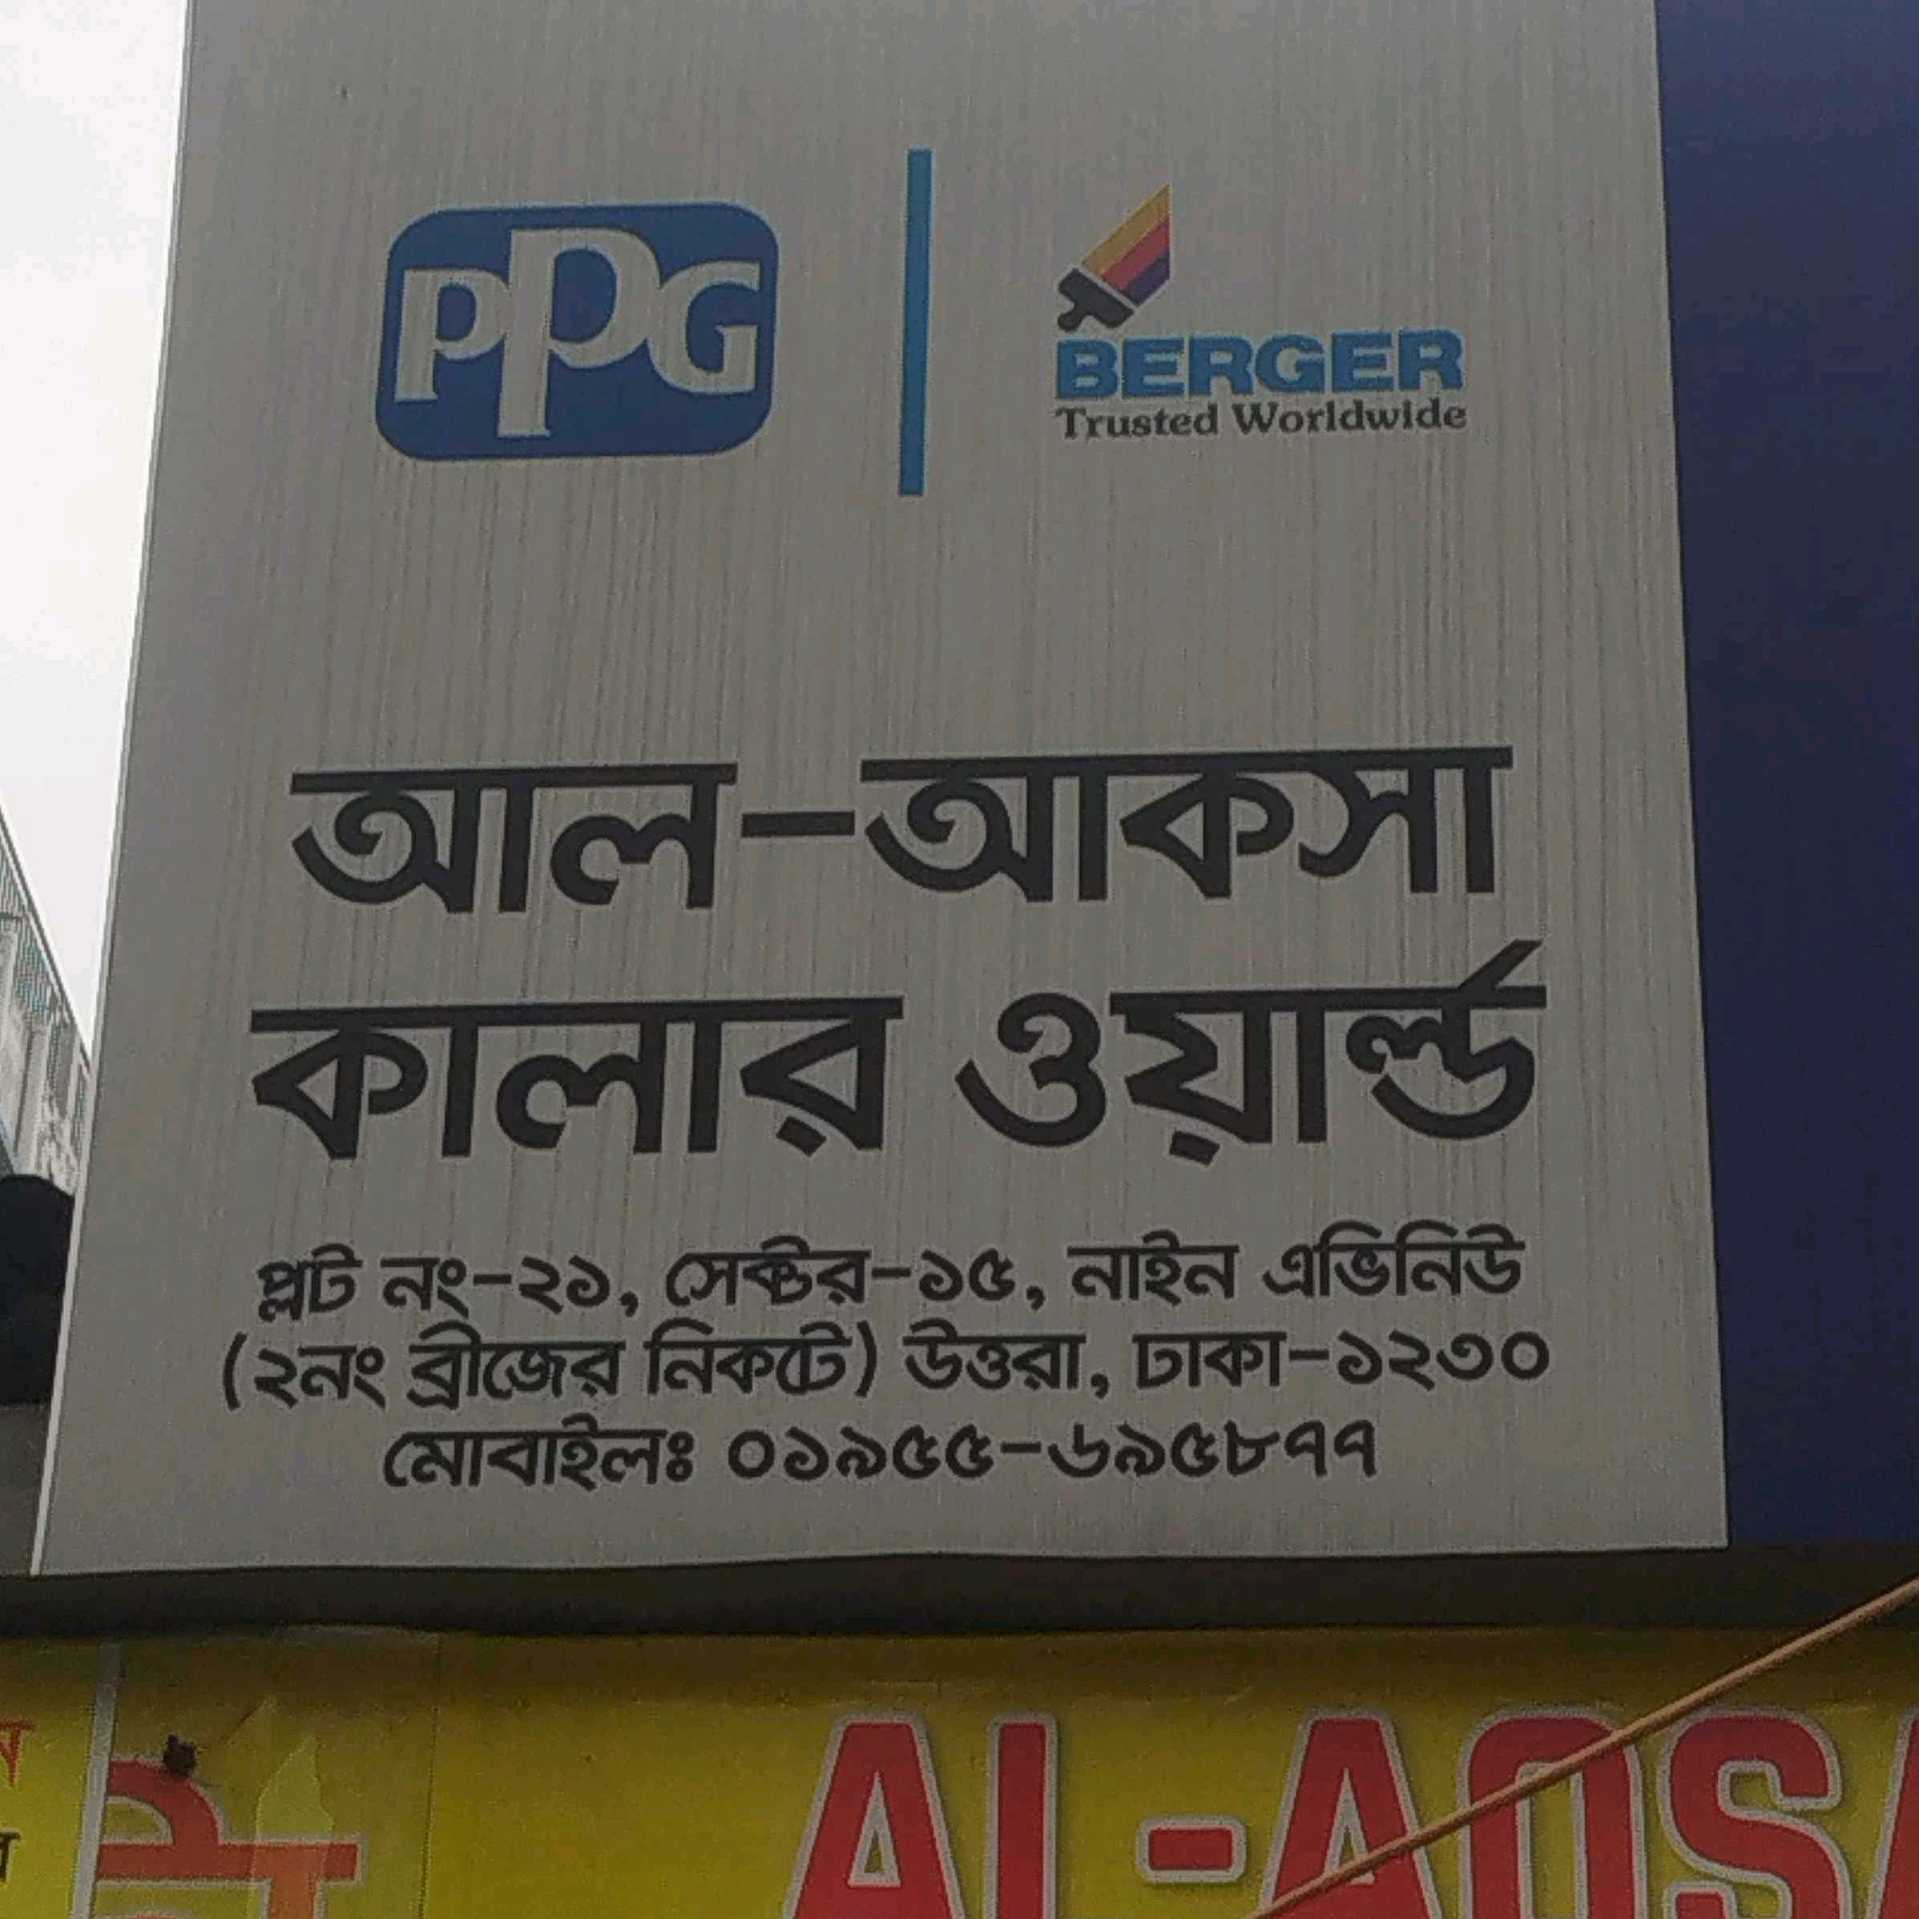 PPG
BERGER
Trusted Worldwide
আল-আকসা
কালার ওয়ার্ল্ড
প্লট নং-২১, সেক্টর-১৫, নাইন এভিনিউ
(২নং ব্রীজের নিকটে) উত্তরা, ঢাকা-১২৩০
মোবাইলঃ ০১৯৫৫-৬৯৫৮৭৭
AL-AQSA